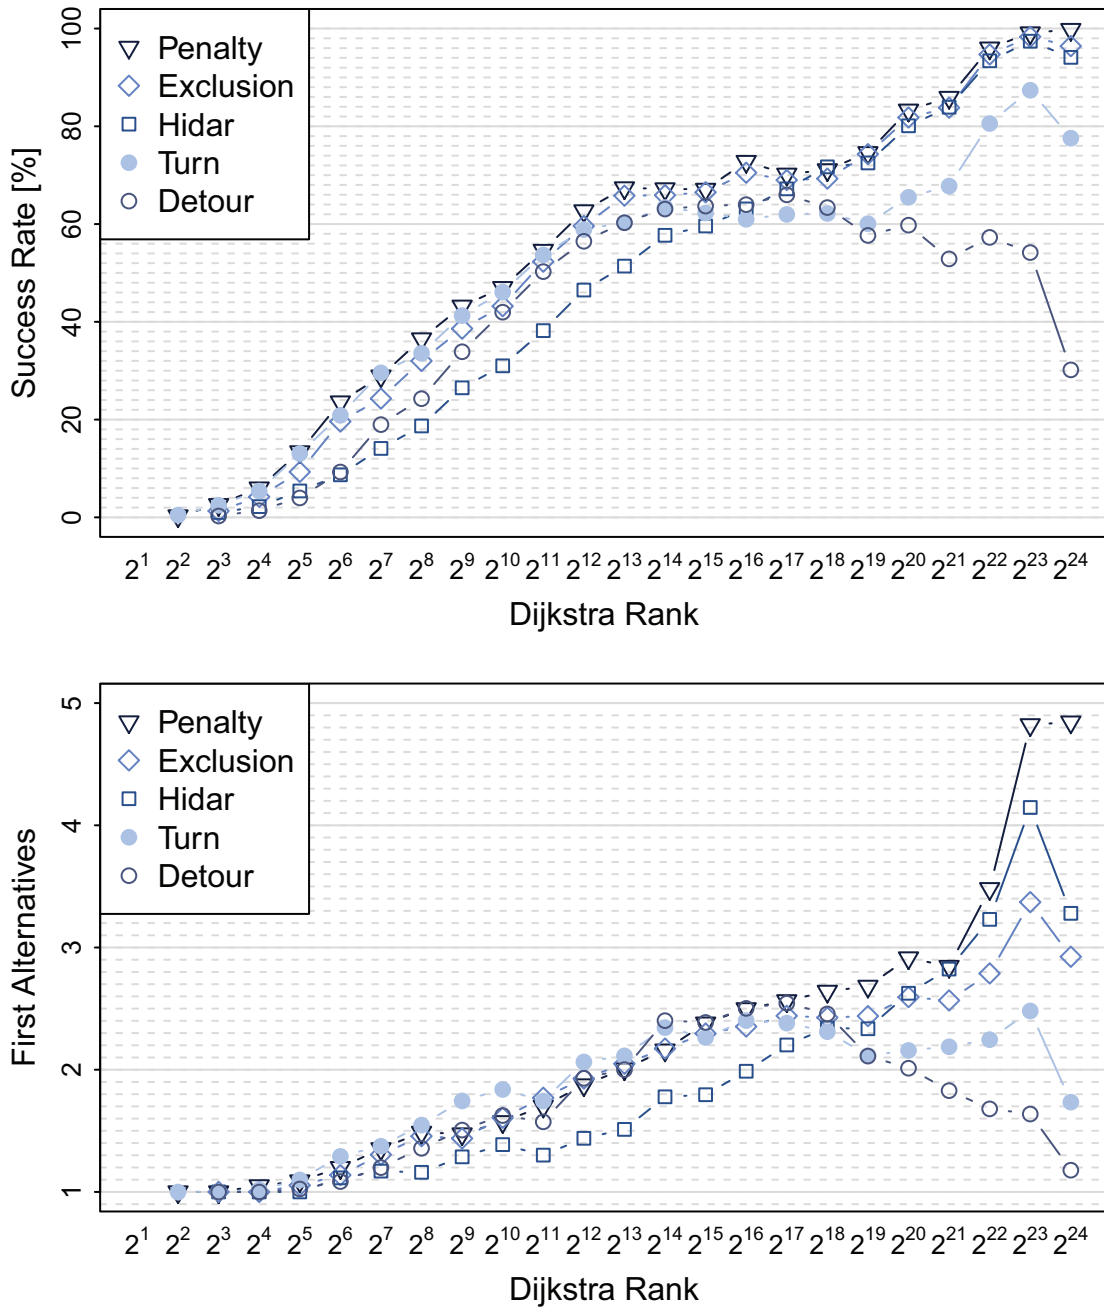 Success Rate [%]
0
20
40
60
80
100
Penalty
Exclusion
Hidar
Turn
Detour
2^1 2^2 2^3 2^4 2^5 2^6 2^7 2^8 2^9 2^10 2^11 2^12 2^13 2^14 2^15 2^16 2^17 2^18 2^19 2^20 2^21 2^22 2^23 2^24
Dijkstra Rank
First Alternatives
1
2
3
4
5
Penalty
Exclusion
Hidar
Turn
Detour
2^1 2^2 2^3 2^4 2^5 2^6 2^7 2^8 2^9 2^10 2^11 2^12 2^13 2^14 2^15 2^16 2^17 2^18 2^19 2^20 2^21 2^22 2^23 2^24
Dijkstra Rank